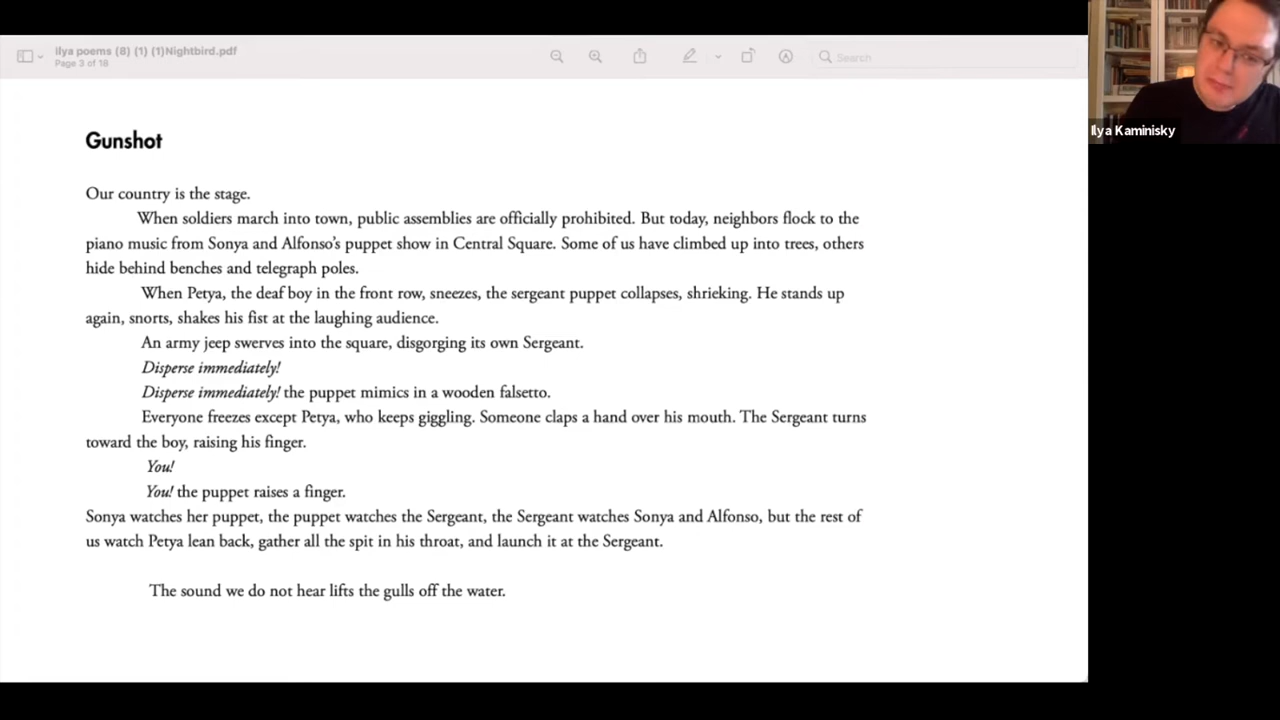 Ilya poems (8) (1) (1)Nightbird.pdf
Page 3 of 18
Search
Ilya Kaminisky
Gunshot
Our country is the stage.
When soldiers march into town, public assemblies are officially prohibited. But today, neighbors flock to the
piano music from Sonya and Alfonso's puppet show in Central Square. Some of us have climbed up into trees, others
hide behind benches and telegraph poles.
When Petya, the deaf boy in the front row, sneezes, the sergeant puppet collapses, shrieking. He stands up
again, snorts, shakes his fist at the laughing audience.
An army jeep swerves into the square, disgorging its own Sergeant.
Disperse immediately!
Disperse immediately! the puppet mimics in a wooden falsetto.
Everyone freezes except Petya, who keeps giggling. Someone claps a hand over his mouth. The Sergeant turns
toward the boy, raising his finger.
You!
You! the puppet raises a finger.
Sonya watches her puppet, the puppet watches the Sergeant, the Sergeant watches Sonya and Alfonso, but the rest of
us watch Petya lean back, gather all the spit in his throat, and launch it at the Sergeant.
The sound we do not hear lifts the gulls off the water.